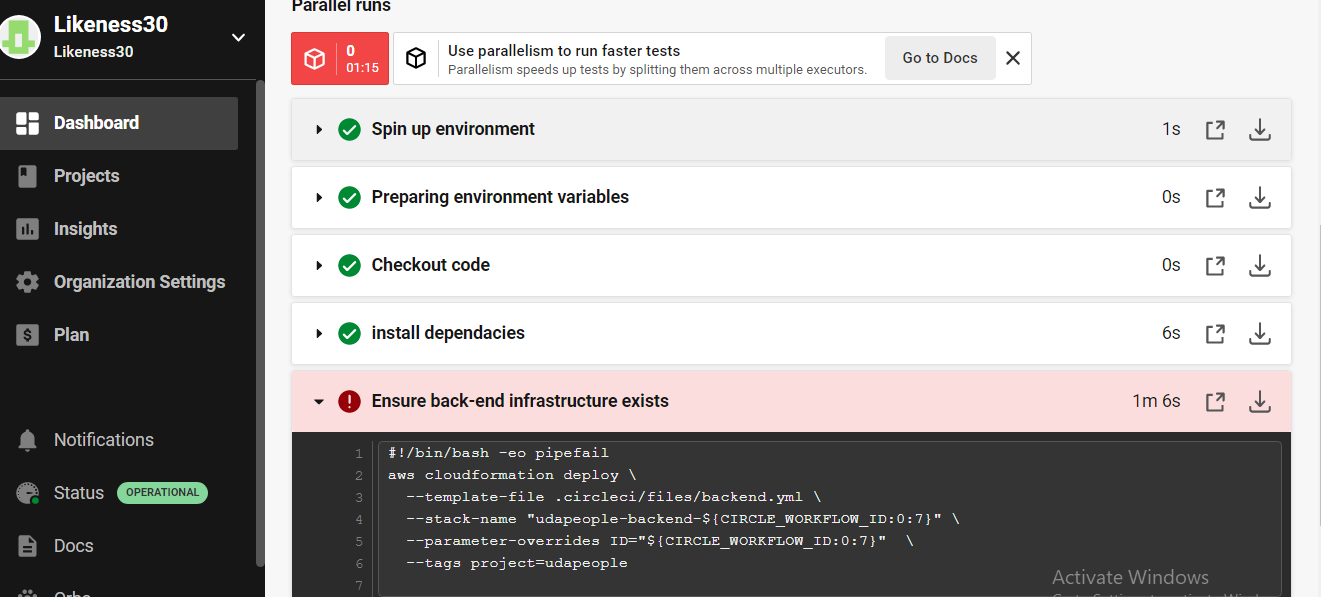 Likeness30
Likeness30
Dashboard
Projects
Insights
Organization Settings
Plan
Notifications
Status OPERATIONAL
Docs
Orbs
Parallel runs
0
01:15
Use parallelism to run faster tests
Parallelism speeds up tests by splitting them across multiple executors.
Go to Docs
Spin up environment 1s
Preparing environment variables 0s
Checkout code 0s
install dependacies 6s
Ensure back-end infrastructure exists 1m 6s
1 #!/bin/bash -eo pipefail
2 aws cloudformation deploy \
3 --template-file .circleci/files/backend.yml \
4 --stack-name "udapeople-backend-${CIRCLE_WORKFLOW_ID:0:7}" \
5 --parameter-overrides ID="${CIRCLE_WORKFLOW_ID:0:7}" \
6 --tags project=udapeople
7
Activate Windows